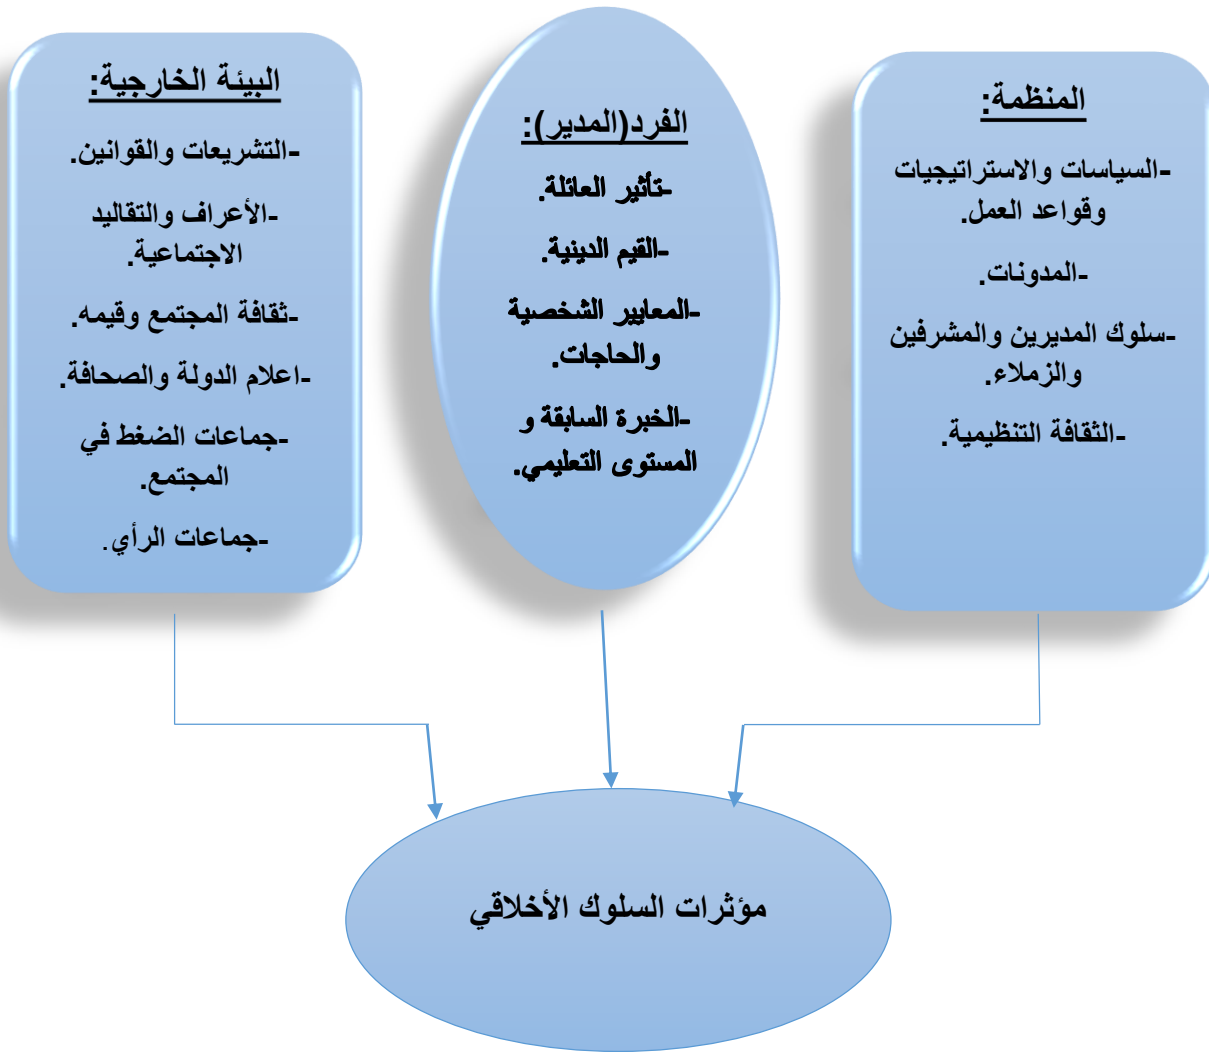 المنظمة:
-السياسات والاستراتيجيات
وقواعد العمل.
-المدونات.
-سلوك المديرين والمشرفين
والزملاء.
-الثقافة التنظيمية.
الفرد(المدير):
-تأثير العائلة.
-القيم الدينية.
-المعايير الشخصية
والحاجات.
-الخبرة السابقة و
المستوى التعليمي.
البيئة الخارجية:
-التشريعات والقوانين.
-الأعراف والتقاليد
الاجتماعية.
-ثقافة المجتمع وقيمه.
-اعلام الدولة والصحافة.
-جماعات الضغط في
المجتمع.
-جماعات الرأي.
مؤثرات السلوك الأخلاقي